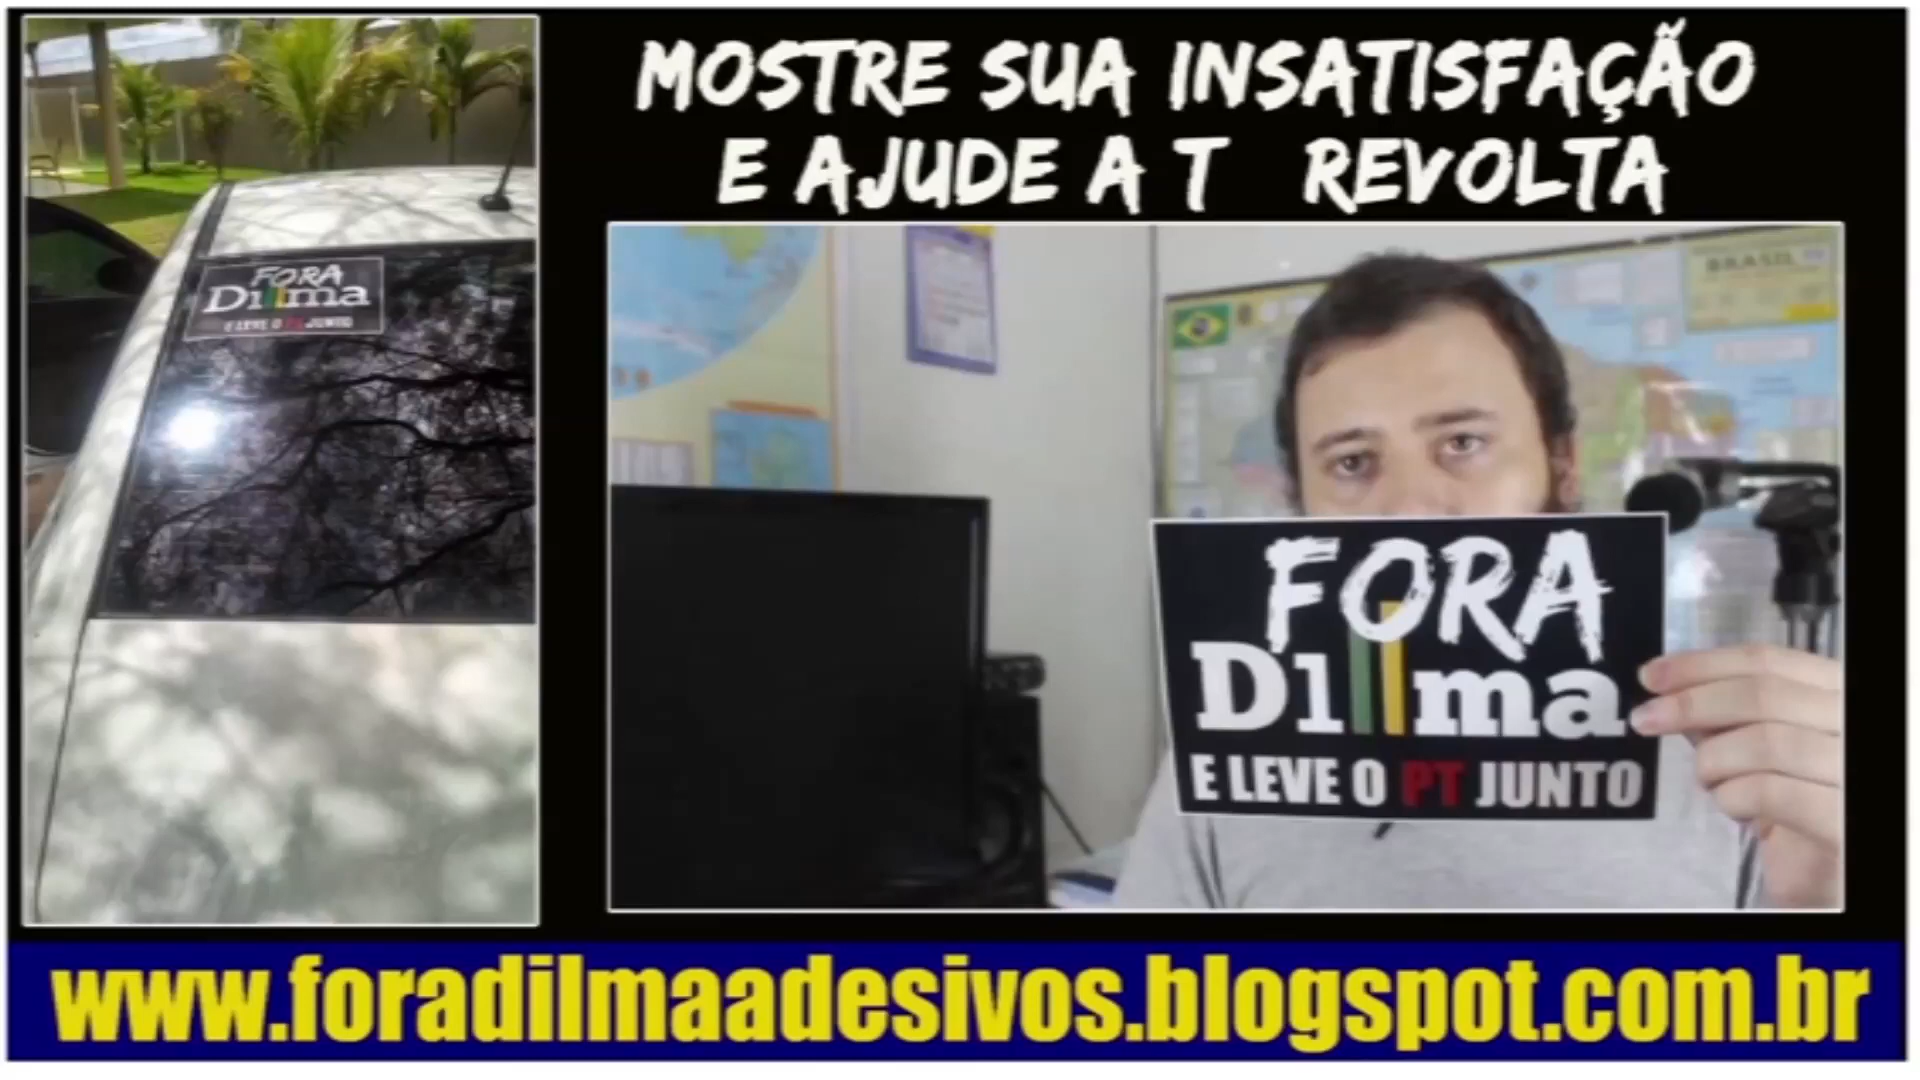 MOSTRE SUA INSATISFAÇÃO
E AJUDE A T REVOLTA
FORA
Dilma
E LEVE O PT JUNTO
BRASIL
FORA
Dilma
E LEVE O PT JUNTO
www.foradilmaadesivos.blogspot.com.br